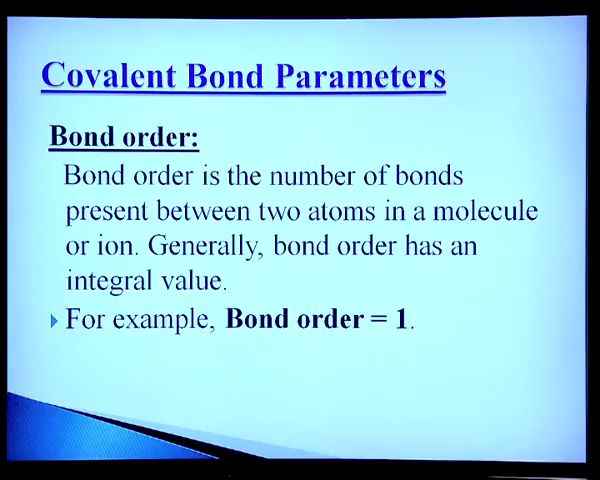 Covalent Bond Parameters
Bond order:
Bond order is the number of bonds
present between two atoms in a molecule
or ion. Generally, bond order has an
integral value.
For example, Bond order = 1.